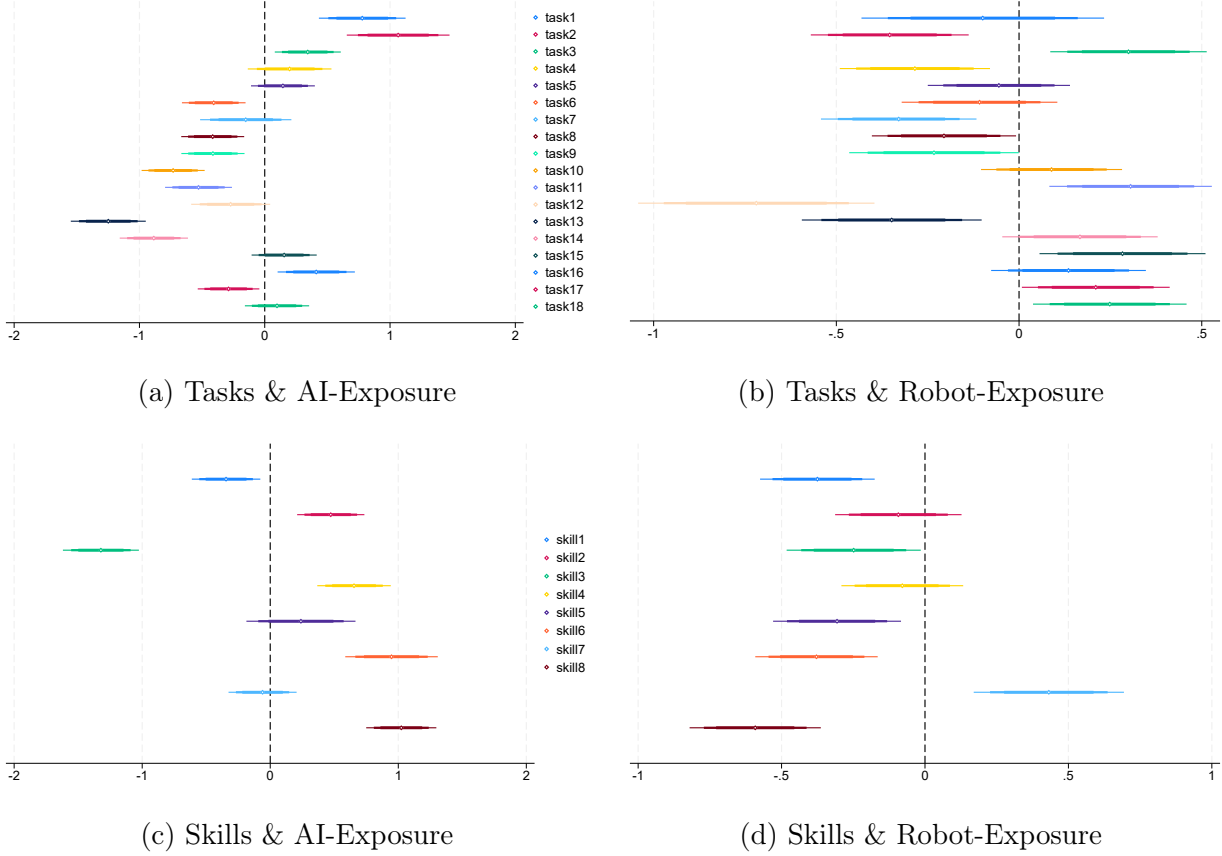 task1
task2
task3
task4
task5
task6
task7
task8
task9
task10
task11
task12
task13
task14
task15
task16
task17
task18
-2 -1 0 1 2
-1 -.5 0 .5
(a) Tasks & AI-Exposure
(b) Tasks & Robot-Exposure
skill1
skill2
skill3
skill4
skill5
skill6
skill7
skill8
-2 -1 0 1 2
-1 -.5 0 .5 1
(c) Skills & AI-Exposure
(d) Skills & Robot-Exposure